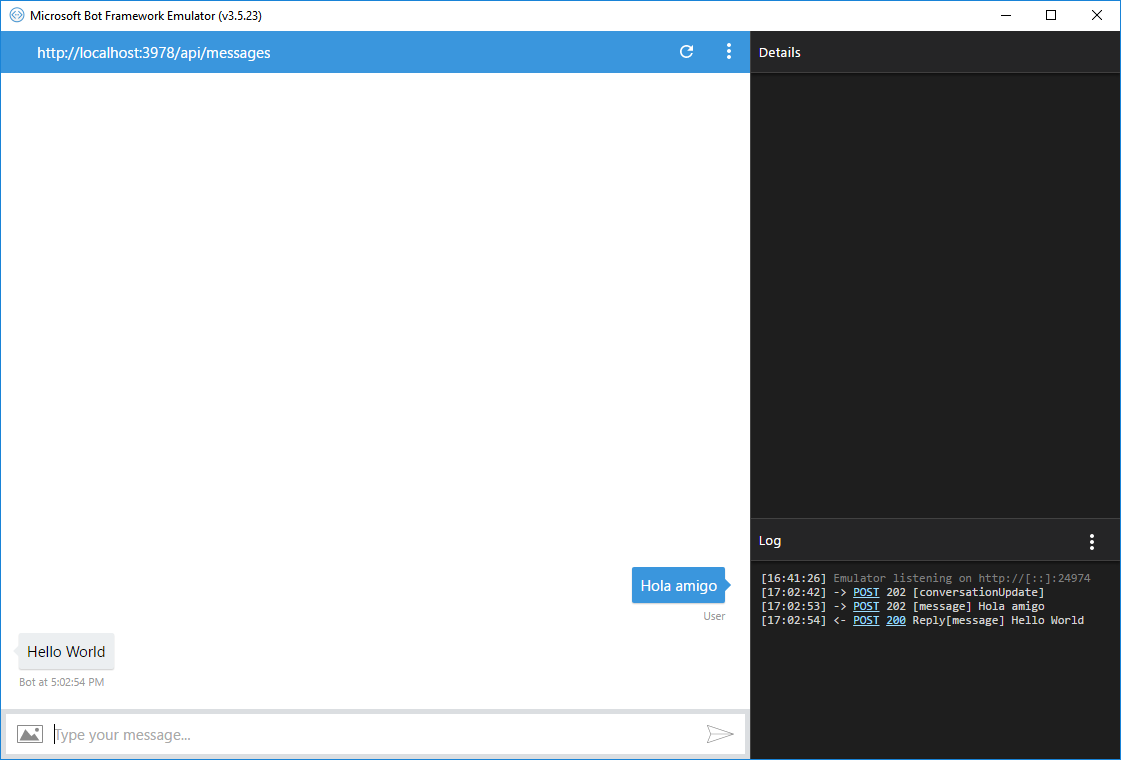 Microsoft Bot Framework Emulator (v3.5.23)
http://localhost:3978/api/messages
Details
Hola amigo
User
Hello World
Bot at 5:02:54 PM
Type your message...
Log
[16:41:26] Emulator listening on http://[::]:24974
[17:02:42] -> POST 202 [conversationUpdate]
[17:02:53] -> POST 202 [message] Hola amigo
[17:02:54] <- POST 200 Reply[message] Hello World